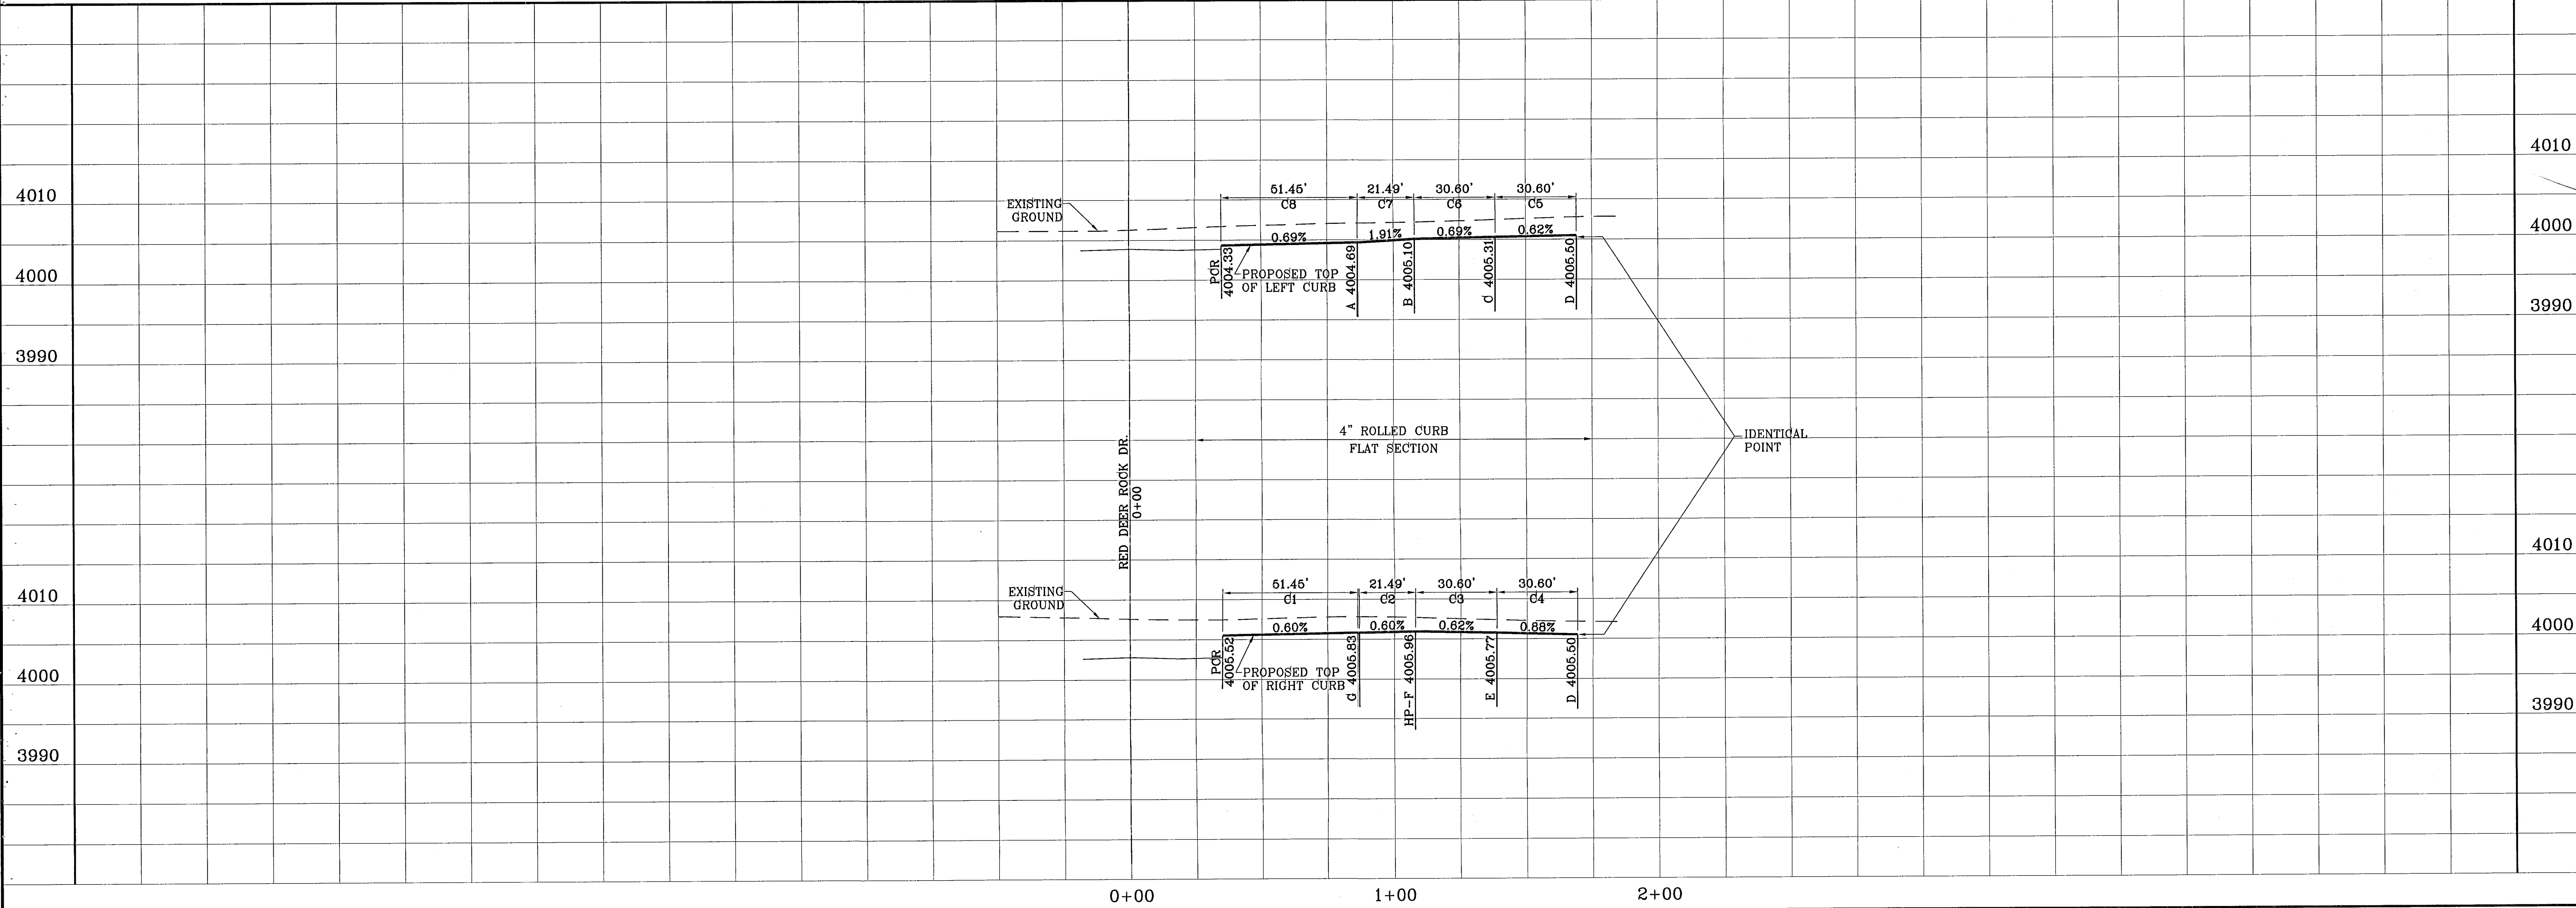 4010
4000
3990
4010
4000
3990
EXISTING
GROUND
51.45'
21.49'
30.60'
30.60'
C8
C7
C6
C5
0.69%
1.91%
0.69%
0.62%
PCR
4004.33
PROPOSED TOP
OF LEFT CURB
A 4004.69
B 4005.10
C 4005.31
D 4005.50
4" ROLLED CURB
FLAT SECTION
IDENTICAL
POINT
RED DEER ROCK DR.
0+00
4010
4000
3990
4010
4000
3990
EXISTING
GROUND
51.45'
21.49'
30.60'
30.60'
C1
C2
C3
C4
0.60%
0.60%
0.62%
0.88%
PCR
4005.52
PROPOSED TOP
OF RIGHT CURB
G 4005.83
HP-F 4005.96
E 4005.77
D 4005.50
0+00
1+00
2+00